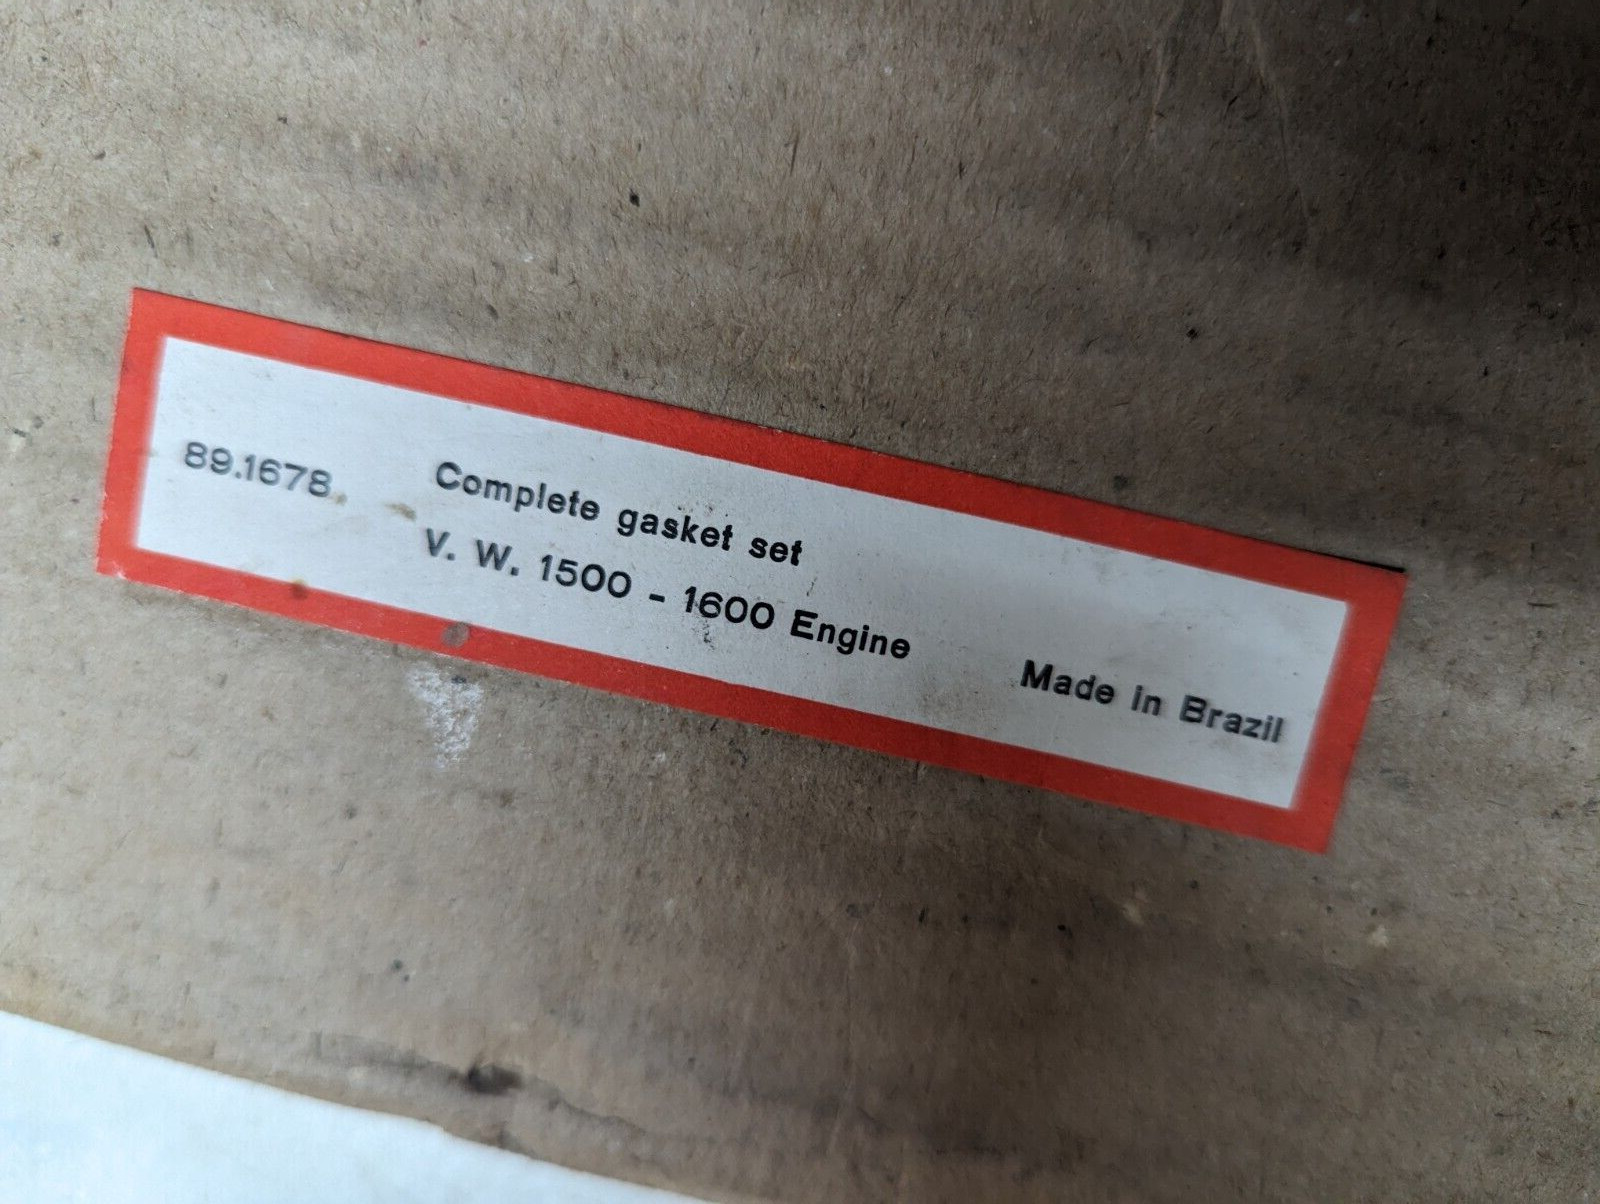 89.1678. Complete gasket set
V. W. 1500 - 1600 Engine
Made in Brazil